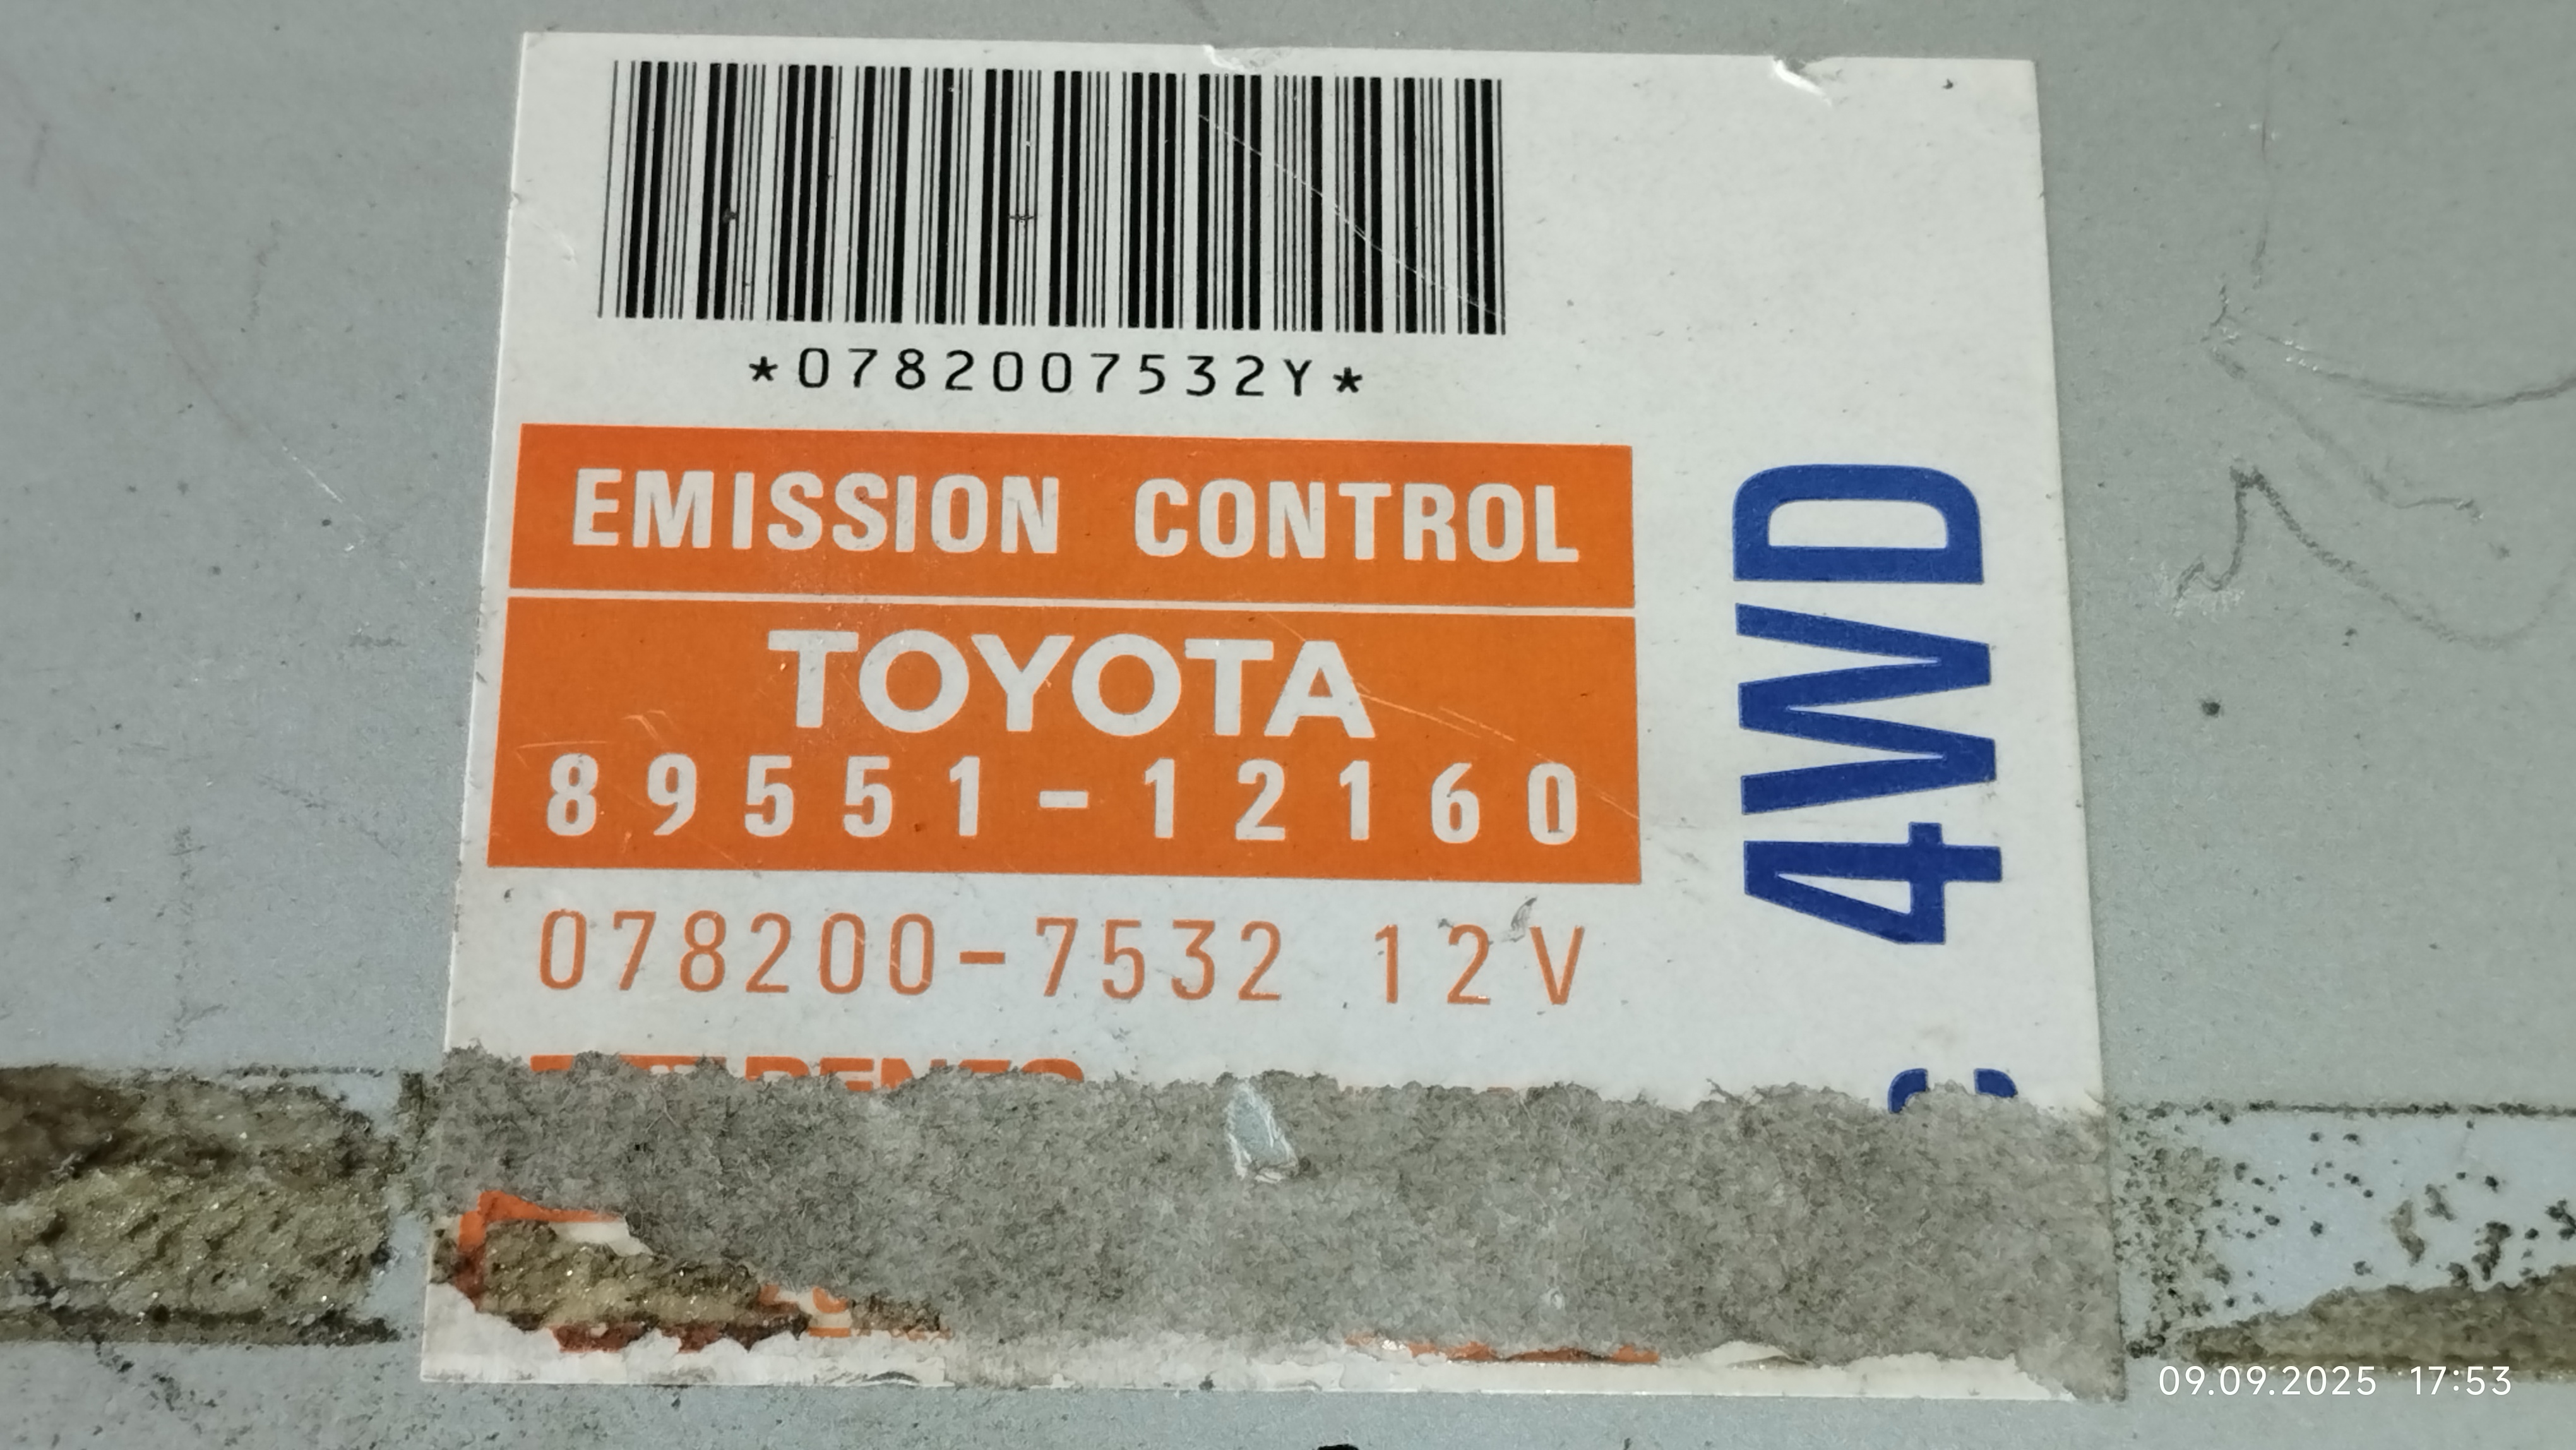 *0782007532Y*
EMISSION CONTROL
TOYOTA
89551-12160
078200-7532 12V
4WD
09.09.2025 17:53